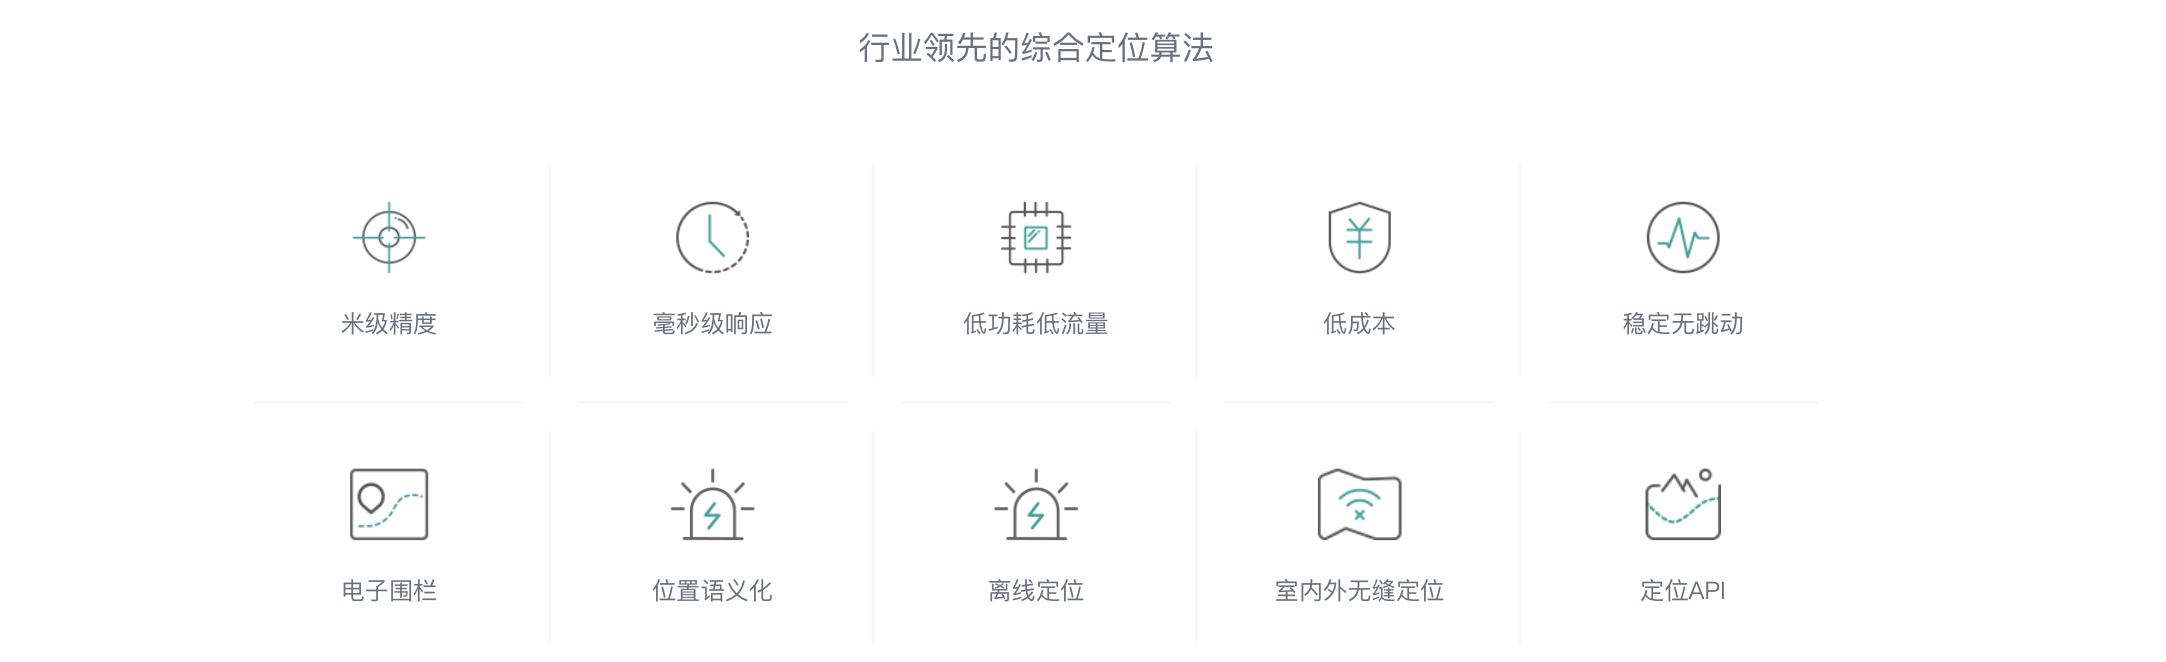 行业领先的综合定位算法
米级精度
毫秒级响应
低功耗低流量
低成本
稳定无跳动
电子围栏
位置语义化
离线定位
室内外无缝定位
定位API